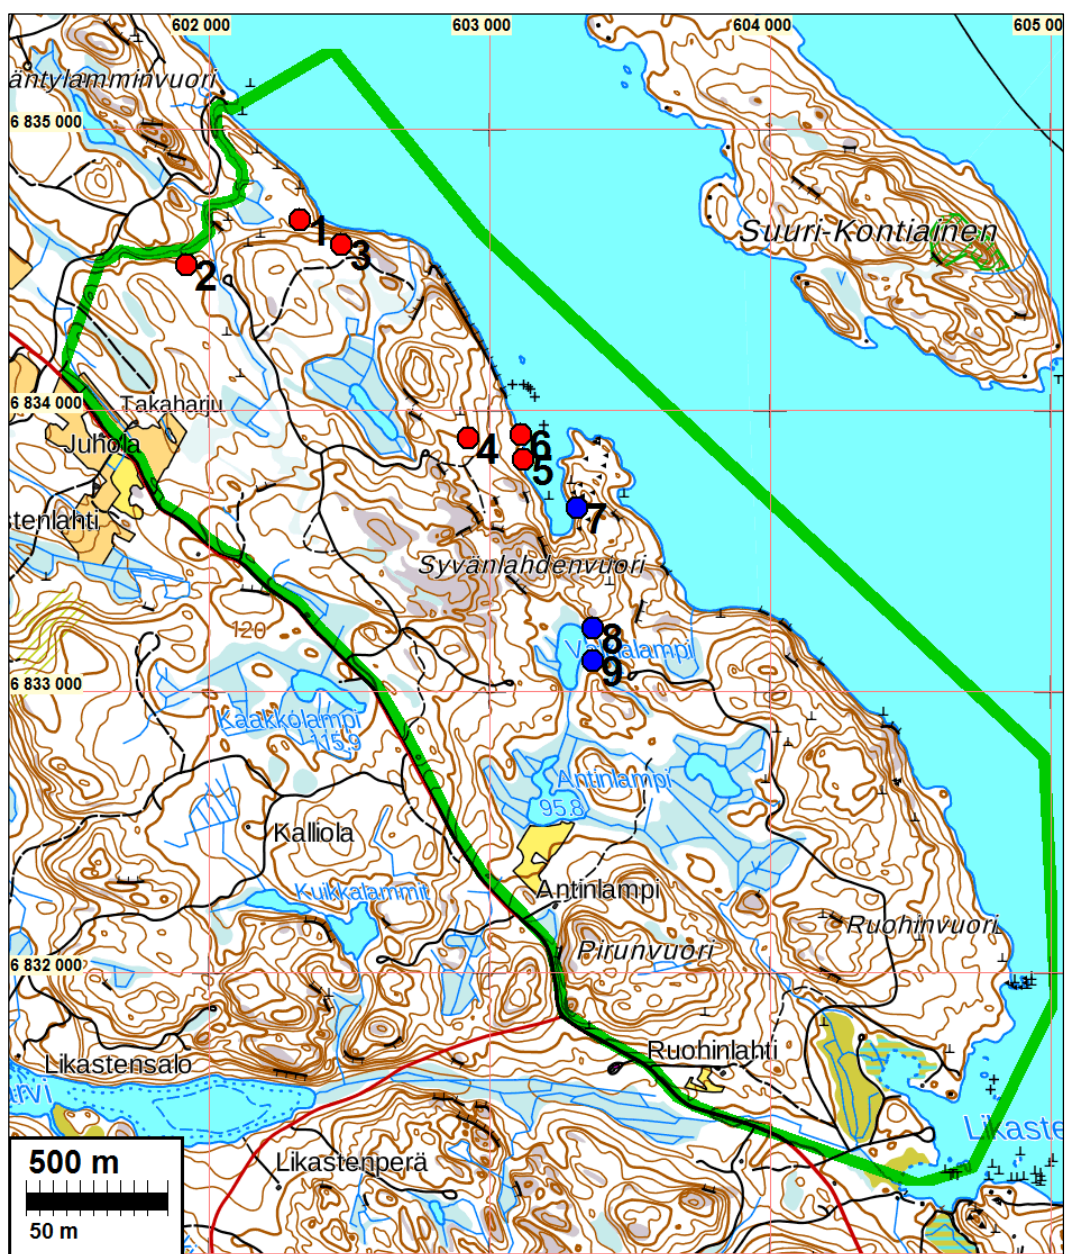 602 000
603 000
604 000
605 00
äntylamminvuori
6 835 000
Suuri-Kontiainen
1
3
2
v
6 834 000
Takaharju
Juhola
4
6
5
stenlahti
7
Syvänlahdenvuori
120
8
9
6 833 000
Kaakkolampi
115,9
Antinlampi
95.8
Kalliola
v
Kuikkalammit
Antinlampi
Ruohinvuori
Pirunvuori
6 832 000
Ruohinlahti
Likastensalo
arvi
Likaste
Likastenperä
500 m
50 m